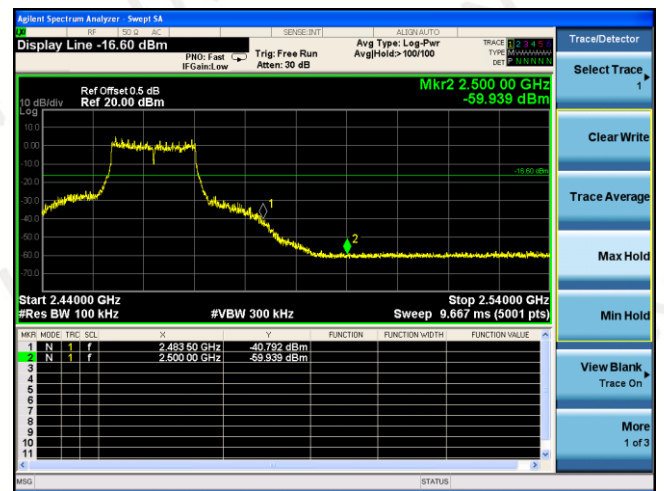 Agilent Spectrum Analyzer - Swept SA
RF 50 Ω AC SENSE:INT ALIGN AUTO
Display Line -16.60 dBm
PNO: Fast
IFGain:Low
Trig: Free Run
Atten: 30 dB
Avg Type: Log-Pwr
Avg|Hold:>100/100
TRACE 1 2 3 4 5 6
TYPE M
DET P N N N N N
Ref Offset 0.5 dB
10 dB/div Ref 20.00 dBm
Log
Mkr2 2.500 00 GHz
-59.939 dBm
10.0
0.00
-10.0
-20.0
-30.0
-40.0
-50.0
-60.0
-70.0
-16.60 dBm
1
2
Start 2.44000 GHz Stop 2.54000 GHz
#Res BW 100 kHz #VBW 300 kHz Sweep 9.667 ms (5001 pts)
MKR MODE TRC SCL X Y FUNCTION FUNCTION WIDTH FUNCTION VALUE
1 N 1 f 2.483 50 GHz -40.792 dBm
2 N 1 f 2.500 00 GHz -59.939 dBm
3
4
5
6
7
8
9
10
11
MSG STATUS
Trace/Detector
Select Trace
1
Clear Write
Trace Average
Max Hold
Min Hold
View Blank
Trace On
More
1 of 3